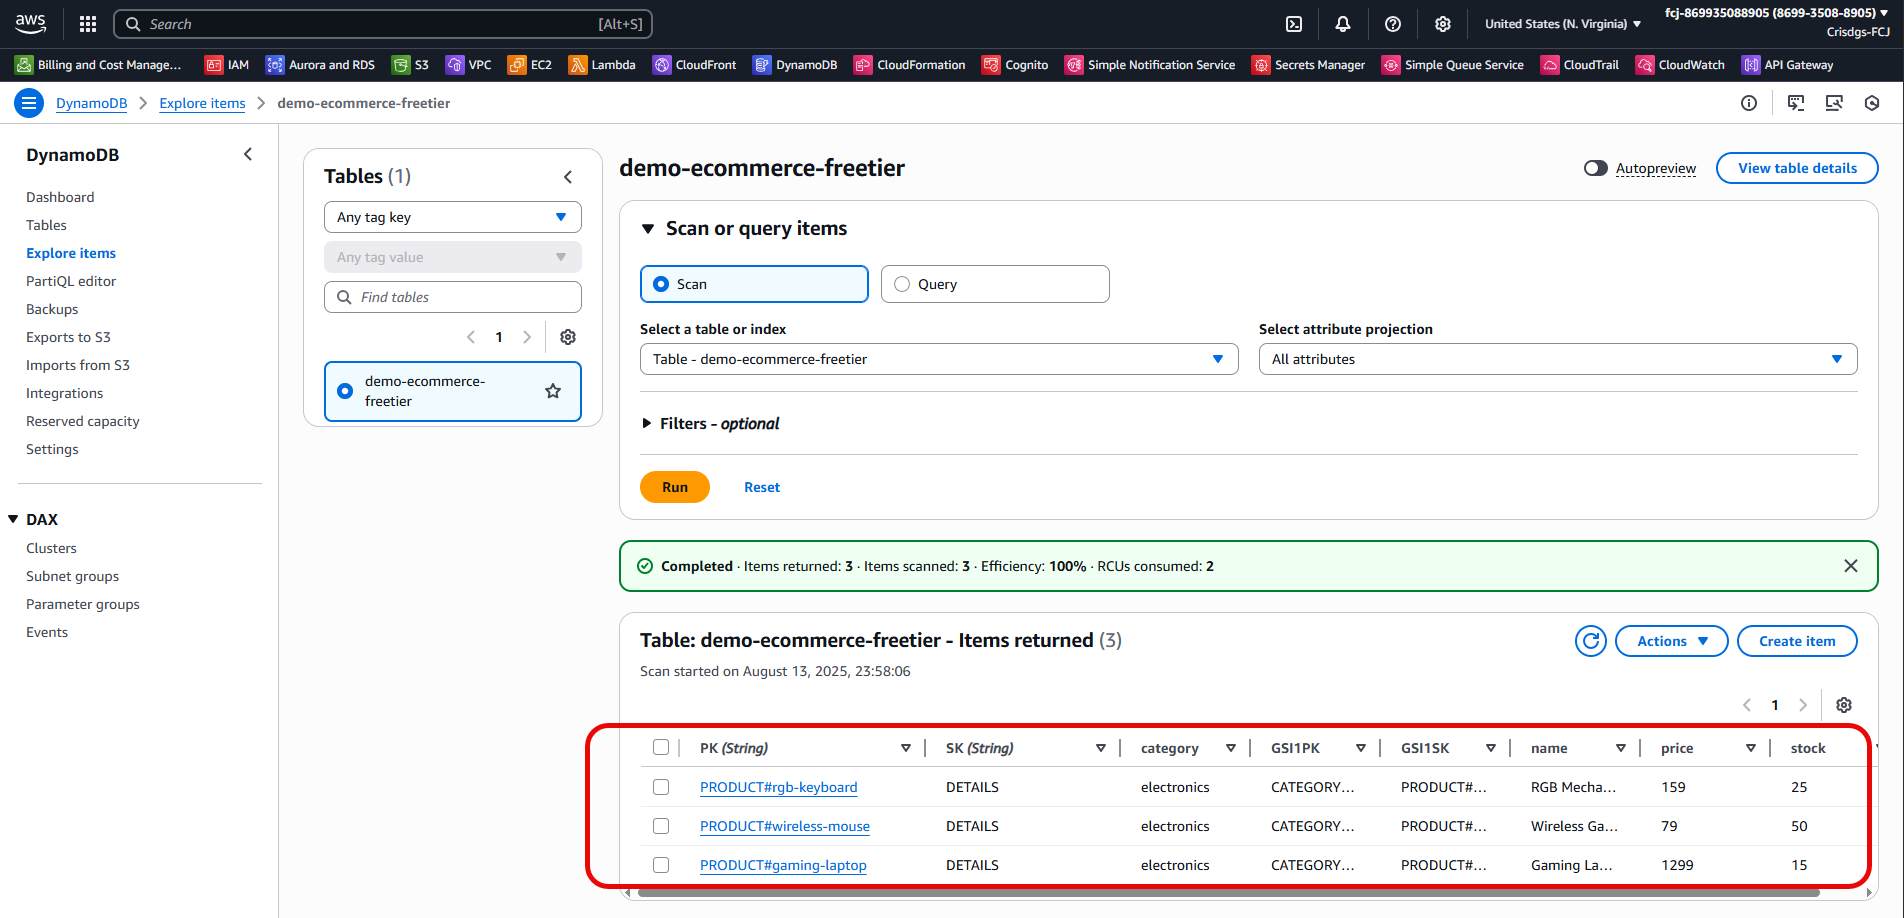 aws
Search [Alt+S] United States (N. Virginia) fcj-869935088905 (8699-3508-8905)
Crisdgs-FCJ
Billing and Cost Manage... IAM Aurora and RDS S3 VPC EC2 Lambda CloudFront DynamoDB CloudFormation Cognito Simple Notification Service Secrets Manager Simple Queue Service CloudTrail CloudWatch API Gateway
DynamoDB Explore items demo-ecommerce-freetier
DynamoDB
Dashboard
Tables
Explore items
PartiQL editor
Backups
Exports to S3
Imports from S3
Integrations
Reserved capacity
Settings
DAX
Clusters
Subnet groups
Parameter groups
Events
Tables (1)
Any tag key
Any tag value
Find tables
1
demo-ecommerce-
freetier
demo-ecommerce-freetier
Autopreview View table details
Scan or query items
Scan Query
Select a table or index Select attribute projection
Table - demo-ecommerce-freetier All attributes
Filters - optional
Run Reset
Completed · Items returned: 3 · Items scanned: 3 · Efficiency: 100% · RCUs consumed: 2
Table: demo-ecommerce-freetier - Items returned (3)
Actions Create item
Scan started on August 13, 2025, 23:58:06
1
PK (String) SK (String) category GSI1PK GSI1SK name price stock
PRODUCT#rgb-keyboard DETAILS electronics CATEGORY... PRODUCT#... RGB Mecha... 159 25
PRODUCT#wireless-mouse DETAILS electronics CATEGORY... PRODUCT#... Wireless Ga... 79 50
PRODUCT#gaming-laptop DETAILS electronics CATEGORY... PRODUCT#... Gaming La... 1299 15